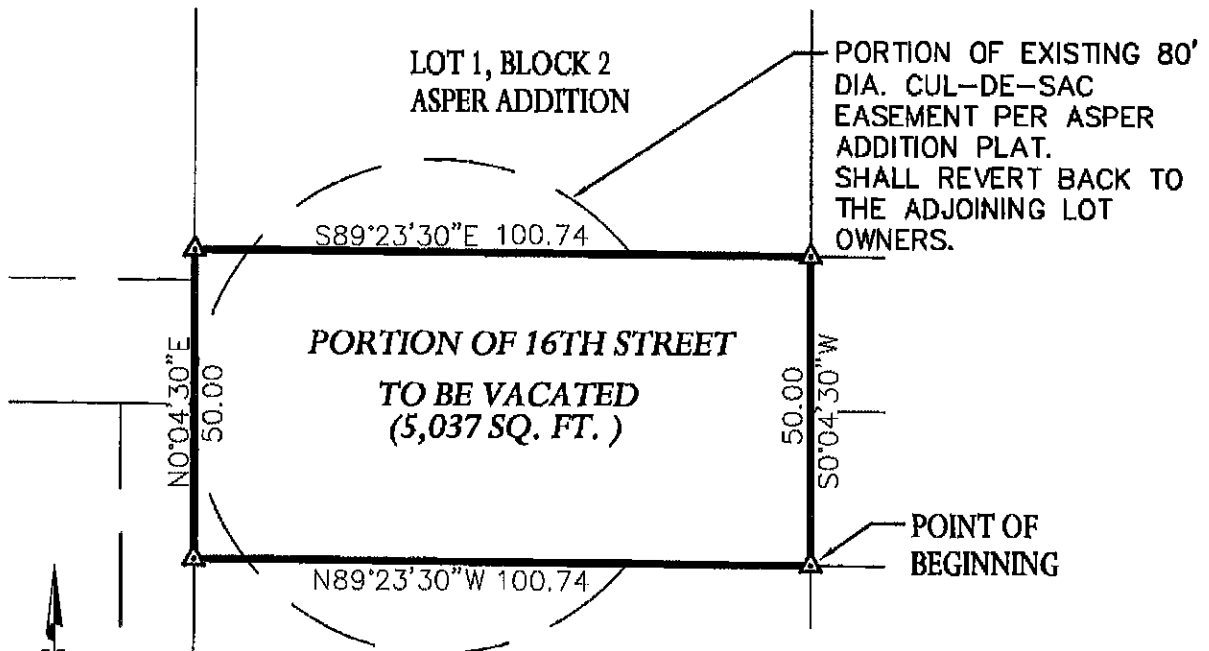 LOT 1, BLOCK 2
ASPER ADDITION
PORTION OF EXISTING 80'
DIA. CUL-DE-SAC
EASEMENT PER ASPER
ADDITION PLAT.
SHALL REVERT BACK TO
THE ADJOINING LOT
OWNERS.
S89°23'30"E 100.74
N0°04'30"E
50.00
PORTION OF 16TH STREET
TO BE VACATED
(5,037 SQ. FT. )
50.00
S0°04'30"W
POINT OF
BEGINNING
N89°23'30"W 100.74